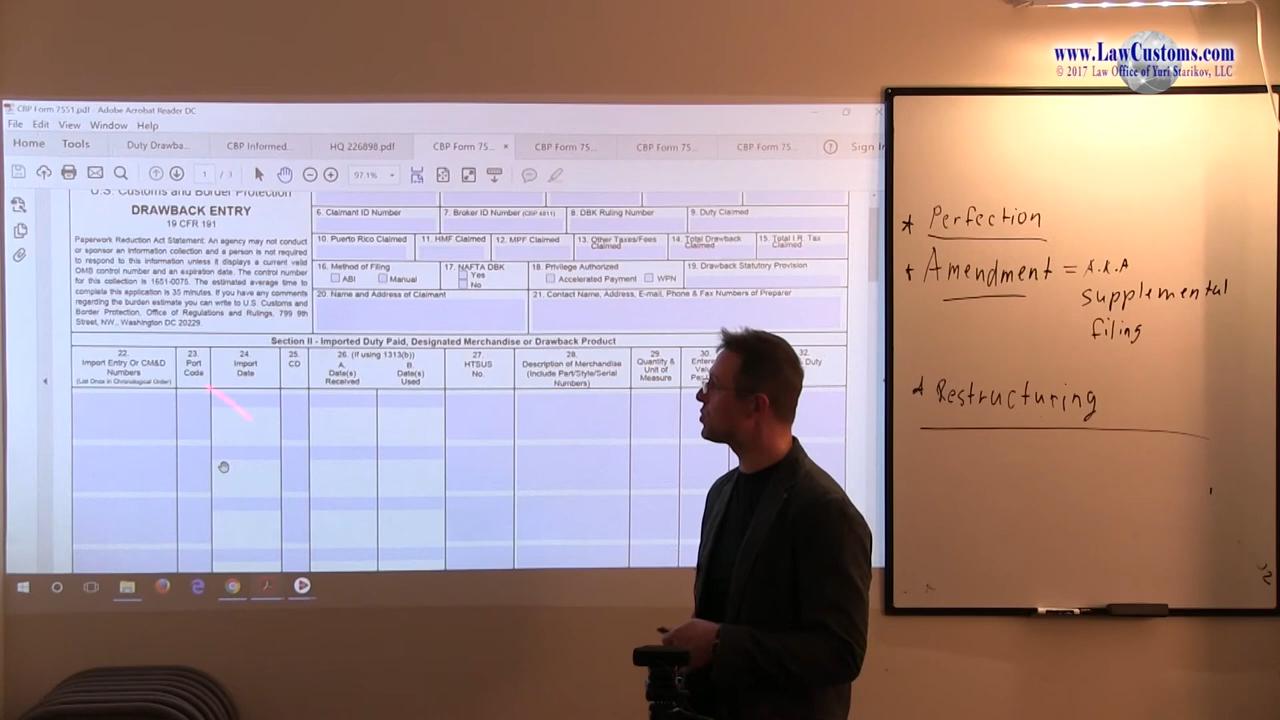 www.LawCustoms.com
© 2017 Law Office of Yuri Starikov, LLC
CBP Form 7551.pdf - Adobe Acrobat Reader DC
File Edit View Window Help
Home Tools Duty Drawba... CBP Informed... HQ 226898.pdf CBP Form 75... × CBP Form 75... CBP Form 75... CBP Form 75... Sign In
1 / 3 97.1%
U.S. Customs and Border Protection
DRAWBACK ENTRY
19 CFR 191
Paperwork Reduction Act Statement: An agency may not conduct
or sponsor an information collection and a person is not required
to respond to this information unless it displays a current valid
OMB control number and an expiration date. The control number
for this collection is 1651-0075. The estimated average time to
complete this application is 35 minutes. If you have any comments
regarding the burden estimate you can write to U.S. Customs and
Border Protection, Office of Regulations and Rulings, 799 9th
Street, NW., Washington DC 20229.
6. Claimant ID Number 7. Broker ID Number (CBP 4811) 8. DBK Ruling Number 9. Duty Claimed
10. Puerto Rico Claimed 11. HMF Claimed 12. MPF Claimed 13. Other Taxes/Fees Claimed 14. Total Drawback Claimed 15. Total I.R. Tax Claimed
16. Method of Filing
ABI Manual
17. NAFTA DBK
Yes
No
18. Privilege Authorized
Accelerated Payment WPN
19. Drawback Statutory Provision
20. Name and Address of Claimant
21. Contact Name, Address, E-mail, Phone & Fax Numbers of Preparer
Section II - Imported Duty Paid, Designated Merchandise or Drawback Product
22.
Import Entry Or CM&D
Numbers
(List Ones in Chronological Order)
23.
Port
Code
24.
Import
Date
25.
CD
26. (If using 1313(b))
A.
Date(s)
Received
B.
Date(s)
Used
27.
HTSUS
No.
28.
Description of Merchandise
(Include Part/Style/Serial
Numbers)
29.
Quantity &
Unit of
Measure
30.
32.
Duty
* Perfection
* Amendment = A.K.A
supplemental
filing
* Restructuring